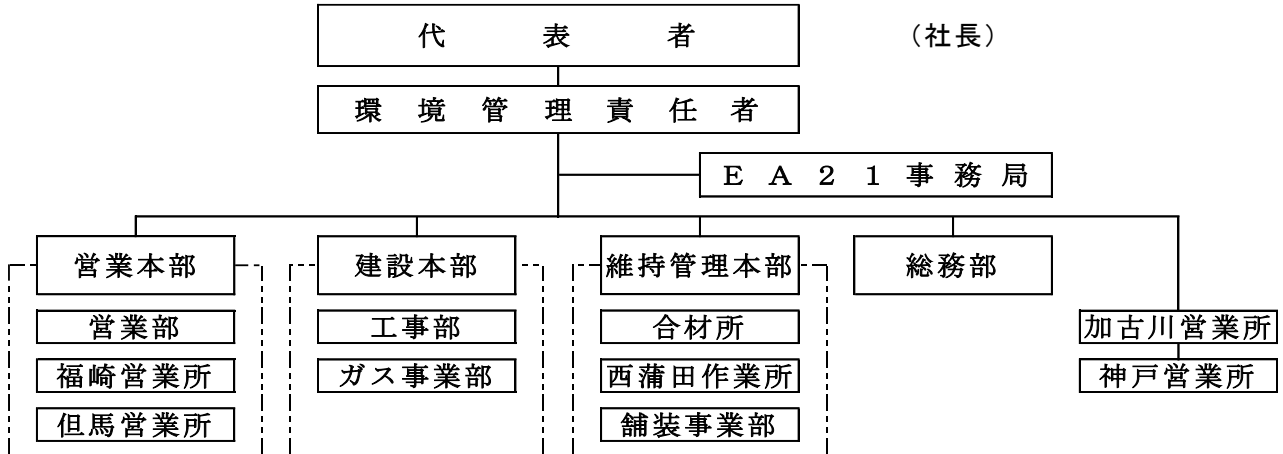 代表者 （社長）
環境管理責任者
ＥＡ２１事務局
営業本部 建設本部 維持管理本部 総務部
営業部 工事部 合材所 加古川営業所
福崎営業所 ガス事業部 西蒲田作業所 神戸営業所
但馬営業所 舗装事業部